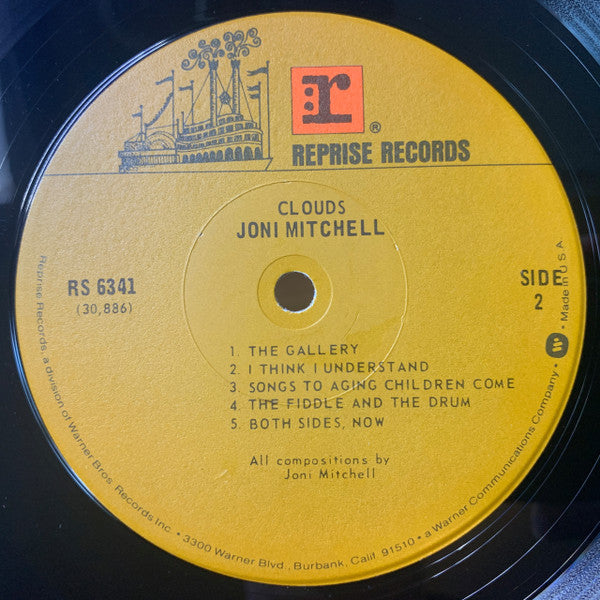 r
®
REPRISE RECORDS
CLOUDS
JONI MITCHELL
RS 6341
(30,886)
SIDE
2
1. THE GALLERY
2. I THINK I UNDERSTAND
3. SONGS TO AGING CHILDREN COME
4. THE FIDDLE AND THE DRUM
5. BOTH SIDES, NOW
All compositions by
Joni Mitchell
Reprise Records, a division of Warner Bros. Records Inc. • 3300 Warner Blvd., Burbank, Calif. 91510 • a Warner Communications Company • W • Made in U.S.A.